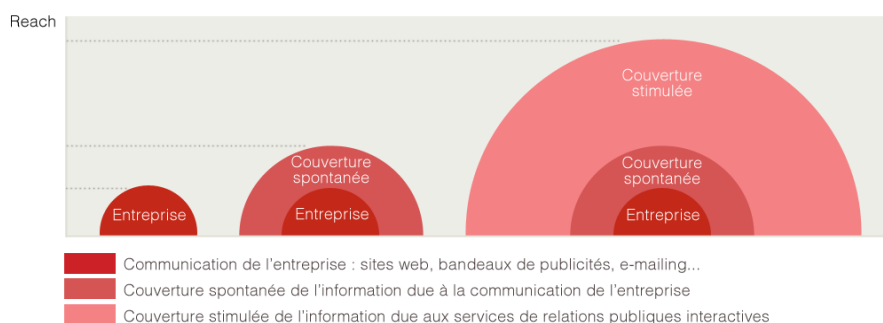 Reach
Couverture
stimulée
Couverture
spontanée
Couverture
spontanée
Entreprise
Entreprise
Entreprise
Communication de l'entreprise : sites web, bandeaux de publicités, e-mailing...
Couverture spontanée de l'information due à la communication de l'entreprise
Couverture stimulée de l'information due aux services de relations publiques interactives